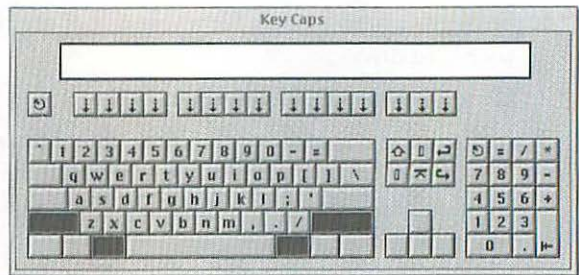 Key Caps
` 1 2 3 4 5 6 7 8 9 0 - = = / *
q w e r t y u i o p [ ] \ 7 8 9 -
a s d f g h j k l ; ' 4 5 6 +
z x c v b n m , . / 1 2 3
0 .